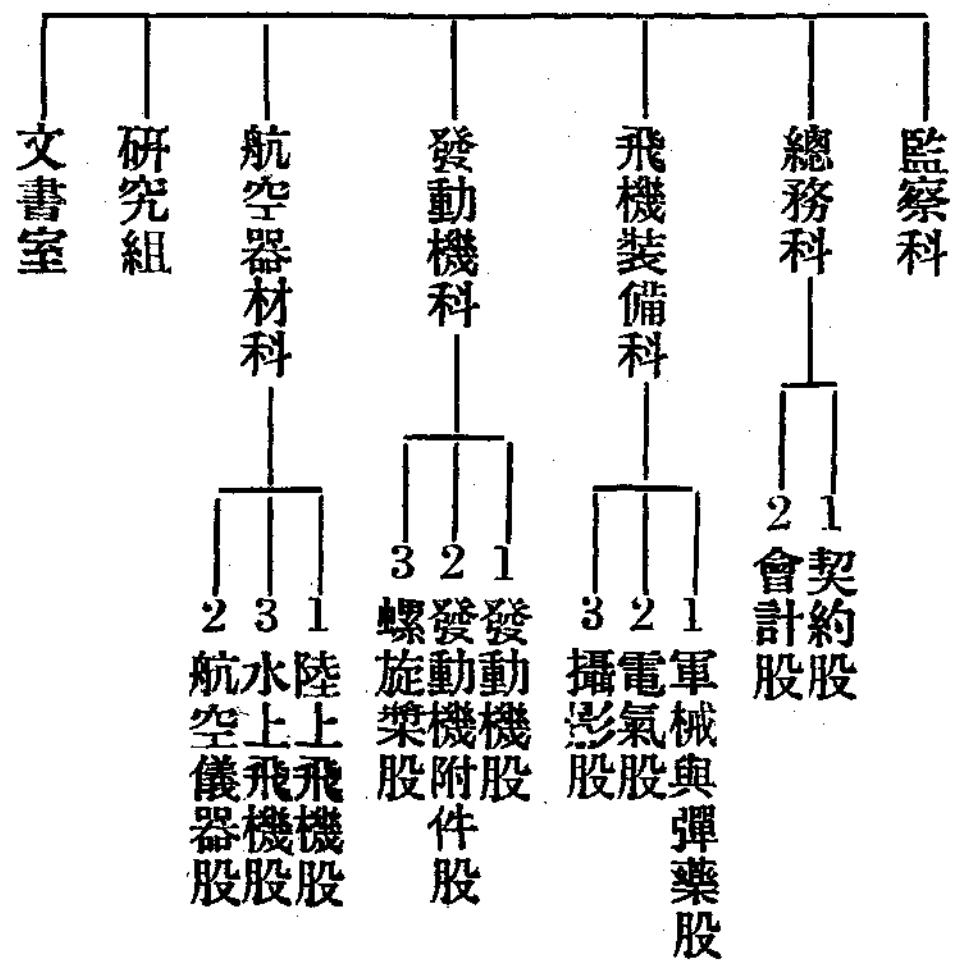 監察科
總務科
1 契約股
2 會計股
飛機裝備科
1 軍械與彈藥股
2 電氣股
3 攝影股
發動機科
1 發動機股
2 發動機附件股
3 螺旋槳股
航空器材科
1 陸上飛機股
3 水上飛機股
2 航空儀器股
研究組
文書室